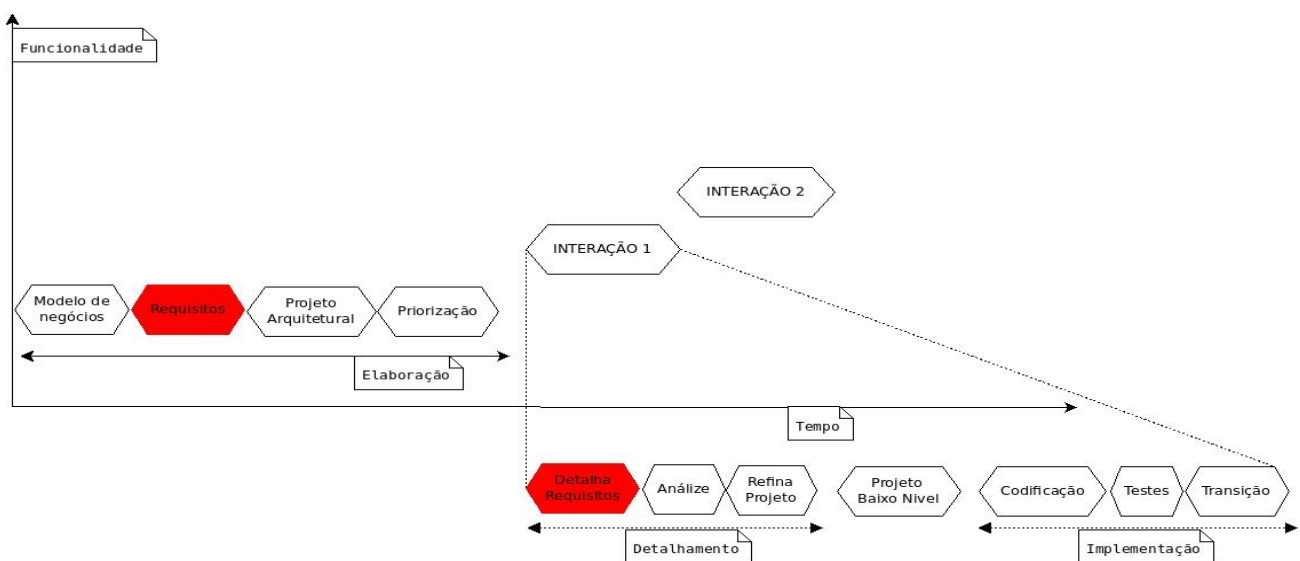 Funcionalidade
INTERAÇÃO 2
INTERAÇÃO 1
Modelo de
negócios
Requisitos
Projeto
Arquitetural
Priorização
Elaboração
Tempo
Detalha
Requisitos
Análize
Refina
Projeto
Projeto
Baixo Nivel
Codificação
Testes
Transição
Detalhamento
Implementação